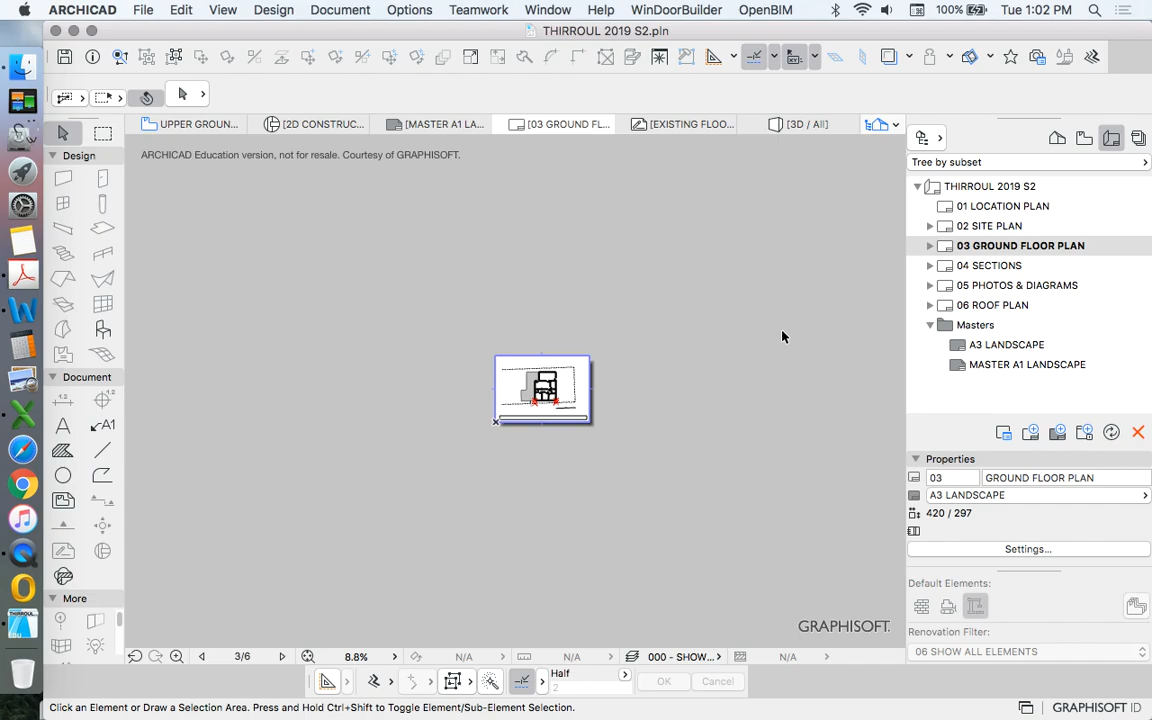 ARCHICAD File Edit View Design Document Options Teamwork Window Help WinDoorBuilder OpenBIM 100% Tue 1:02 PM
THIRROUL 2019 S2.pln
UPPER GROUN... [2D CONSTRUC... [MASTER A1 LA... [03 GROUND FL... [EXISTING FLOO... [3D / All]
ARCHICAD Education version, not for resale. Courtesy of GRAPHISOFT.
Design
Document
More
Tree by subset
THIRROUL 2019 S2
01 LOCATION PLAN
02 SITE PLAN
03 GROUND FLOOR PLAN
04 SECTIONS
05 PHOTOS & DIAGRAMS
06 ROOF PLAN
Masters
A3 LANDSCAPE
MASTER A1 LANDSCAPE
Properties
03 GROUND FLOOR PLAN
A3 LANDSCAPE
420 / 297
Settings...
Default Elements:
Renovation Filter:
06 SHOW ALL ELEMENTS
GRAPHISOFT.
3/6 8.8% N/A N/A 000 - SHOW... N/A
Half
2
OK Cancel
Click an Element or Draw a Selection Area. Press and Hold Ctrl+Shift to Toggle Element/Sub-Element Selection.
GRAPHISOFT ID